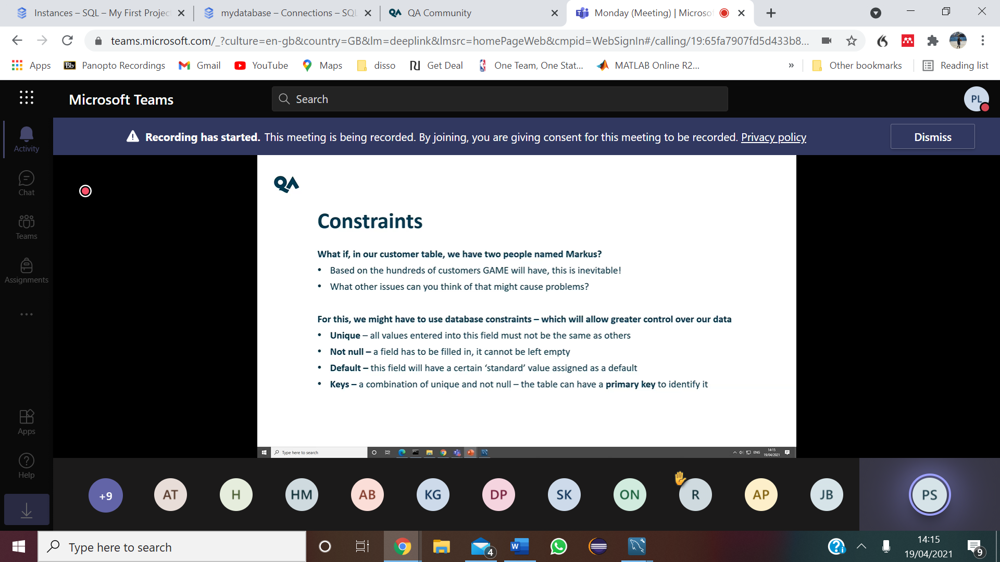 Instances – SQL – My First Projec
mydatabase – Connections – SQL
QA Community
Monday (Meeting) | Microso
teams.microsoft.com/_?culture=en-gb&country=GB&lm=deeplink&lmsrc=homePageWeb&cmpid=WebSignIn#/calling/19:65fa7907fd5d433b8...
Apps
Bb Panopto Recordings
Gmail
YouTube
Maps
disso
Get Deal
One Team, One Stat...
MATLAB Online R2...
»
Other bookmarks
Reading list
Microsoft Teams
Search
PL
Recording has started. This meeting is being recorded. By joining, you are giving consent for this meeting to be recorded. Privacy policy
Dismiss
Activity
Chat
Teams
Assignments
Apps
Help
QA
Constraints
What if, in our customer table, we have two people named Markus?
• Based on the hundreds of customers GAME will have, this is inevitable!
• What other issues can you think of that might cause problems?
For this, we might have to use database constraints – which will allow greater control over our data
• Unique – all values entered into this field must not be the same as others
• Not null – a field has to be filled in, it cannot be left empty
• Default – this field will have a certain ‘standard’ value assigned as a default
• Keys – a combination of unique and not null – the table can have a primary key to identify it
Type here to search
ENG
14:15
19/04/2021
+9
AT
H
HM
AB
KG
DP
SK
ON
R
AP
JB
PS
Type here to search
4
W
14:15
19/04/2021
9